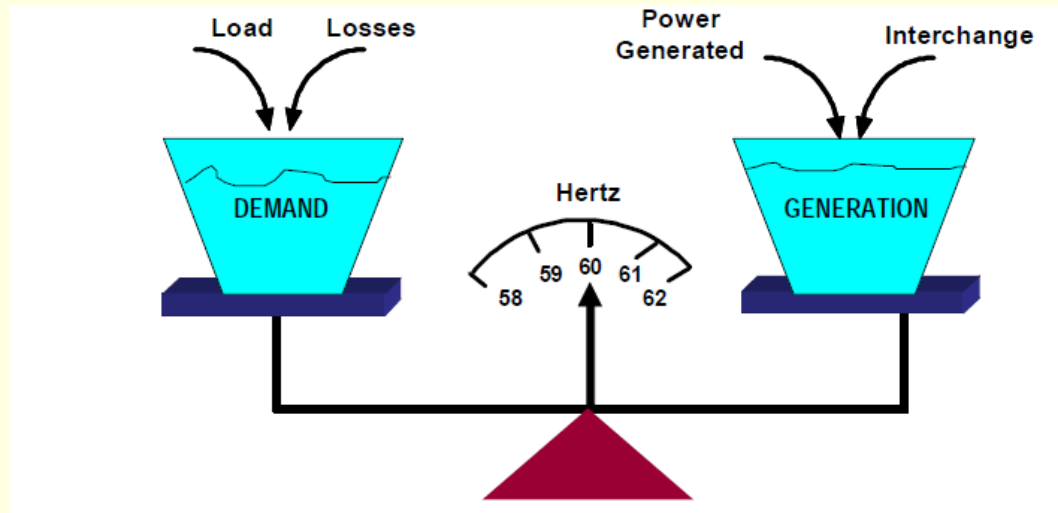 Load
Losses
Power
Generated
Interchange
DEMAND
Hertz
GENERATION
58
59
60
61
62